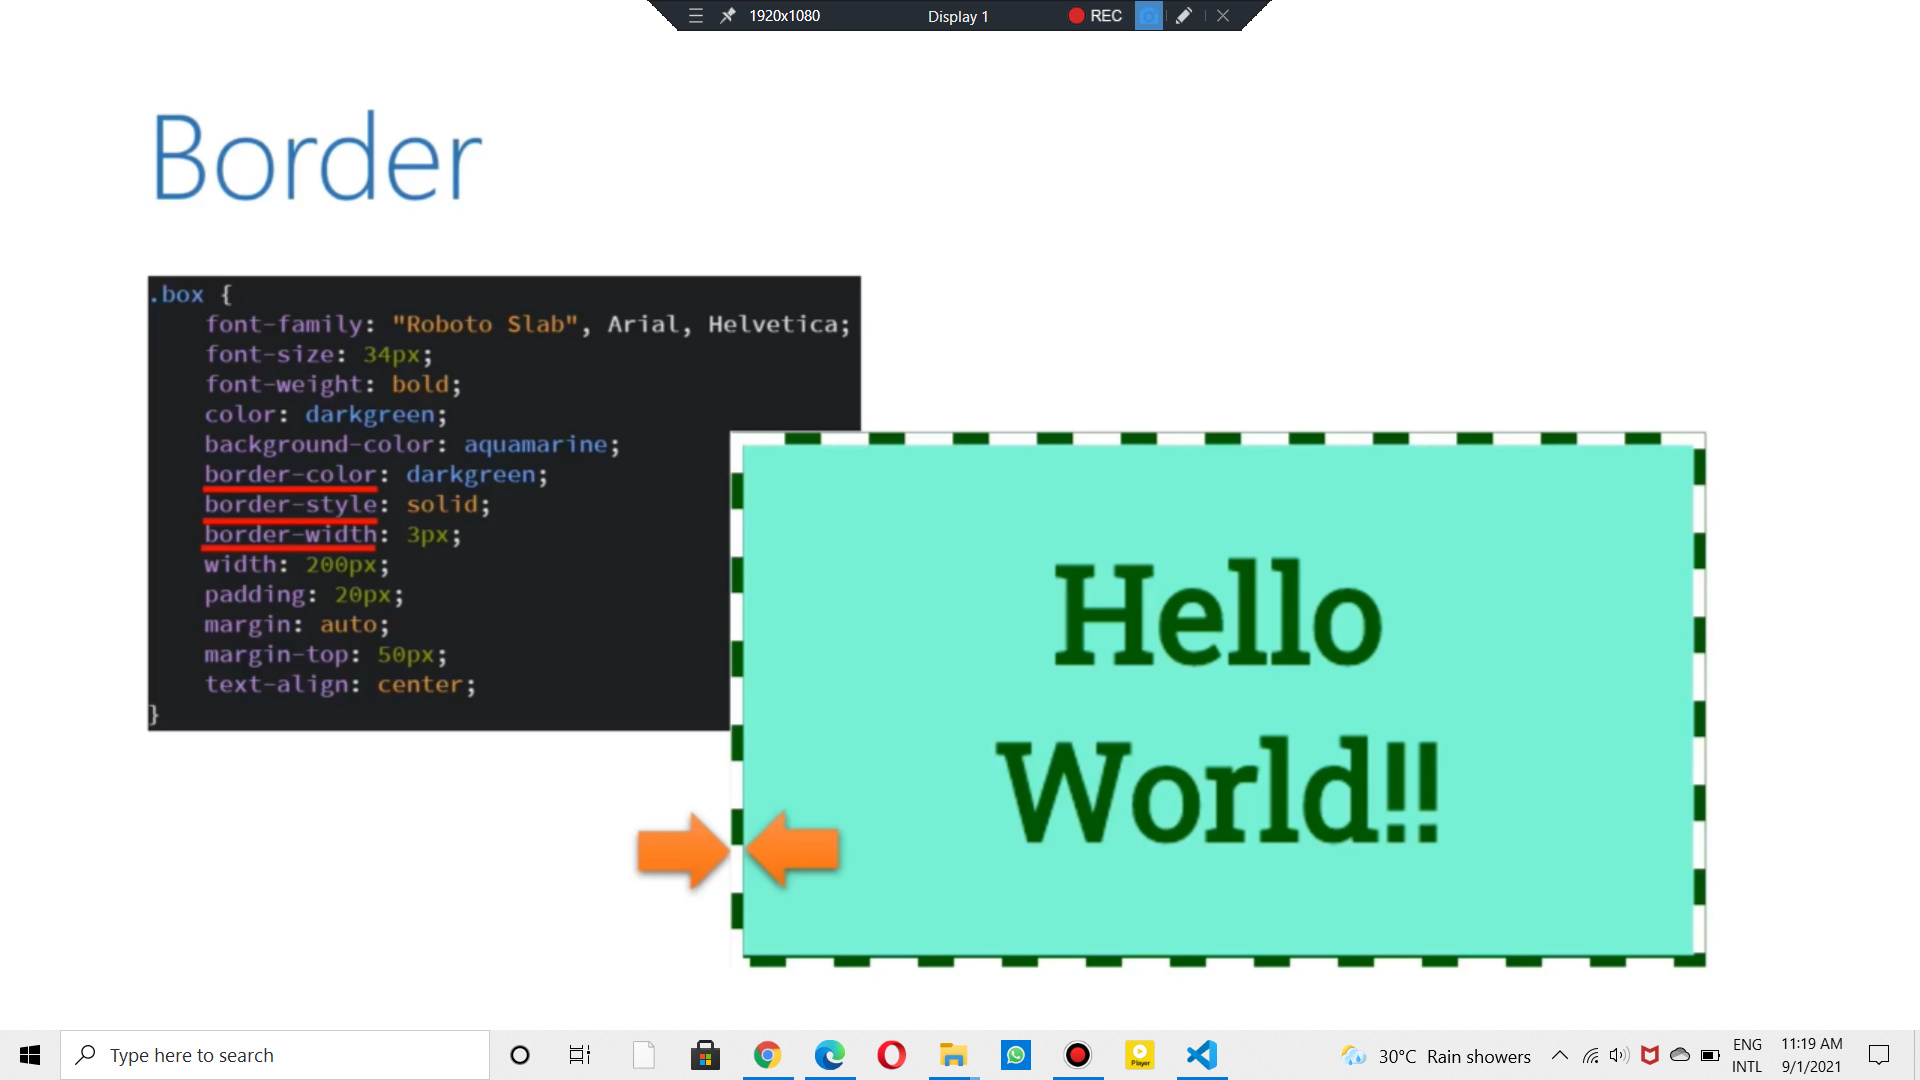 1920x1080 Display 1 REC
Border
.box {
font-family: "Roboto Slab", Arial, Helvetica;
font-size: 34px;
font-weight: bold;
color: darkgreen;
background-color: aquamarine;
border-color: darkgreen;
border-style: solid;
border-width: 3px;
width: 200px;
padding: 20px;
margin: auto;
margin-top: 50px;
text-align: center;
}
Hello
World!!
Type here to search
Player
30°C Rain showers
ENG
INTL
11:19 AM
9/1/2021